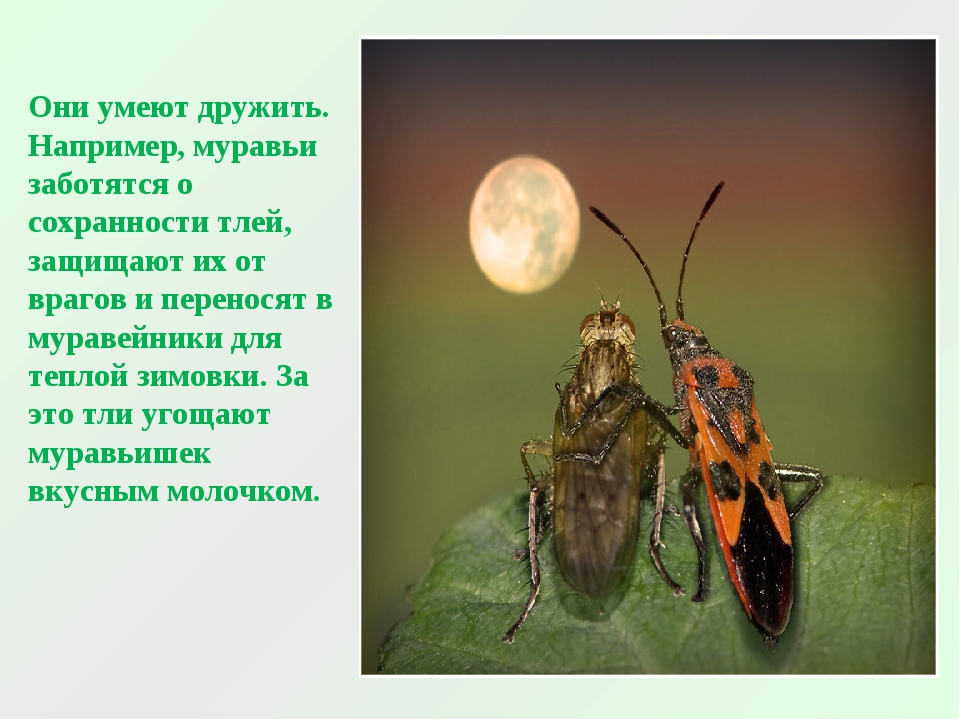 Они умеют дружить.
Например, муравьи
заботятся о
сохранности тлей,
защищают их от
врагов и переносят в
муравейники для
теплой зимовки. За
это тли угощают
муравьишек
вкусным молочком.